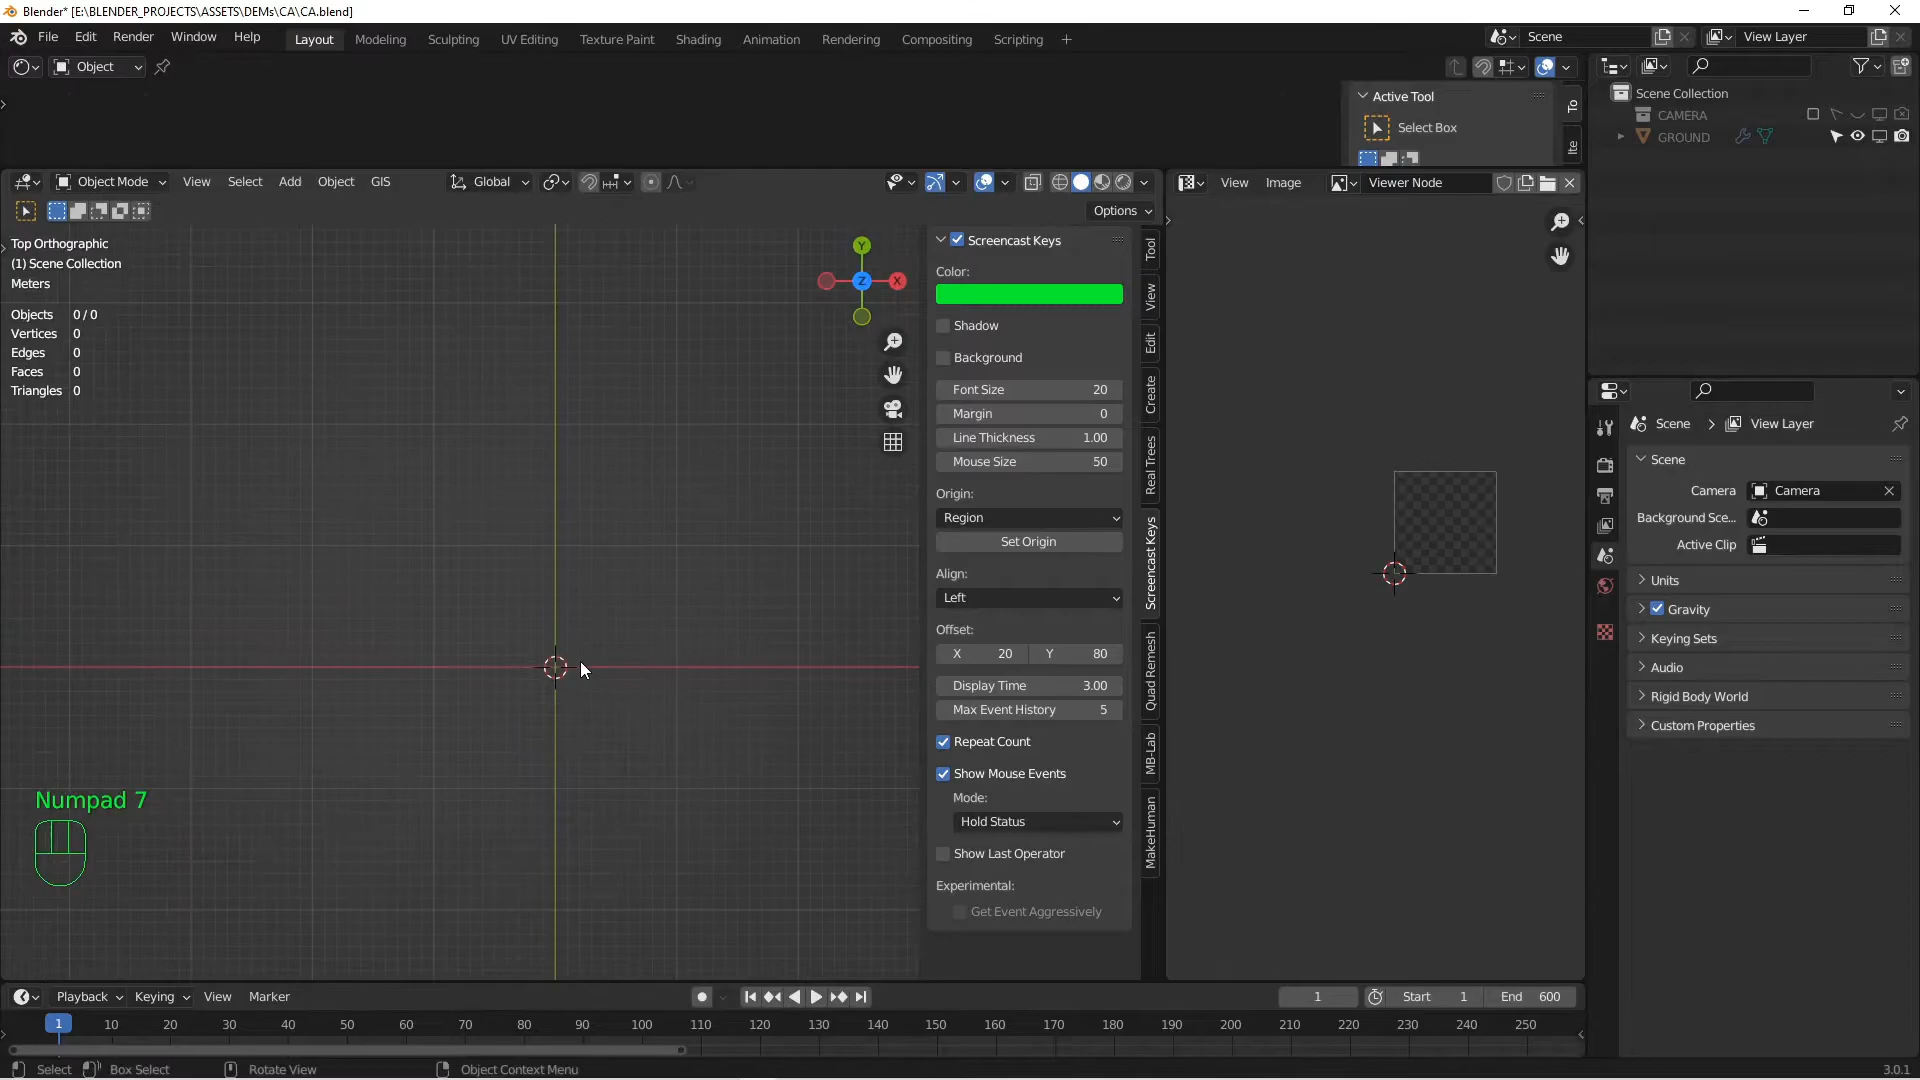 Blender* [E:\BLENDER_PROJECTS\ASSETS\DEMs\CA\CA.blend]
File Edit Render Window Help Layout Modeling Sculpting UV Editing Texture Paint Shading Animation Rendering Compositing Scripting + Scene View Layer
Object
Active Tool
Select Box
To
Ite
Scene Collection
CAMERA
GROUND
Object Mode View Select Add Object GIS Global
View Image Viewer Node
Options
Top Orthographic
(1) Scene Collection
Meters
Objects 0 / 0
Vertices 0
Edges 0
Faces 0
Triangles 0
Y
Z
X
Screencast Keys
Color:
Shadow
Background
Font Size 20
Margin 0
Line Thickness 1.00
Mouse Size 50
Origin:
Region
Set Origin
Align:
Left
Offset:
X 20 Y 80
Display Time 3.00
Max Event History 5
Repeat Count
Show Mouse Events
Mode:
Hold Status
Show Last Operator
Experimental:
Get Event Aggressively
Tool
View
Edit
Create
Real Trees
Screencast Keys
Quad Remesh
MB-Lab
MakeHuman
Scene View Layer
Scene
Camera Camera
Background Sce...
Active Clip
Units
Gravity
Keying Sets
Audio
Rigid Body World
Custom Properties
Numpad 7
Playback Keying View Marker 1 Start 1 End 600
1 10 20 30 40 50 60 70 80 90 100 110 120 130 140 150 160 170 180 190 200 210 220 230 240 250
Select Box Select Rotate View Object Context Menu 3.0.1